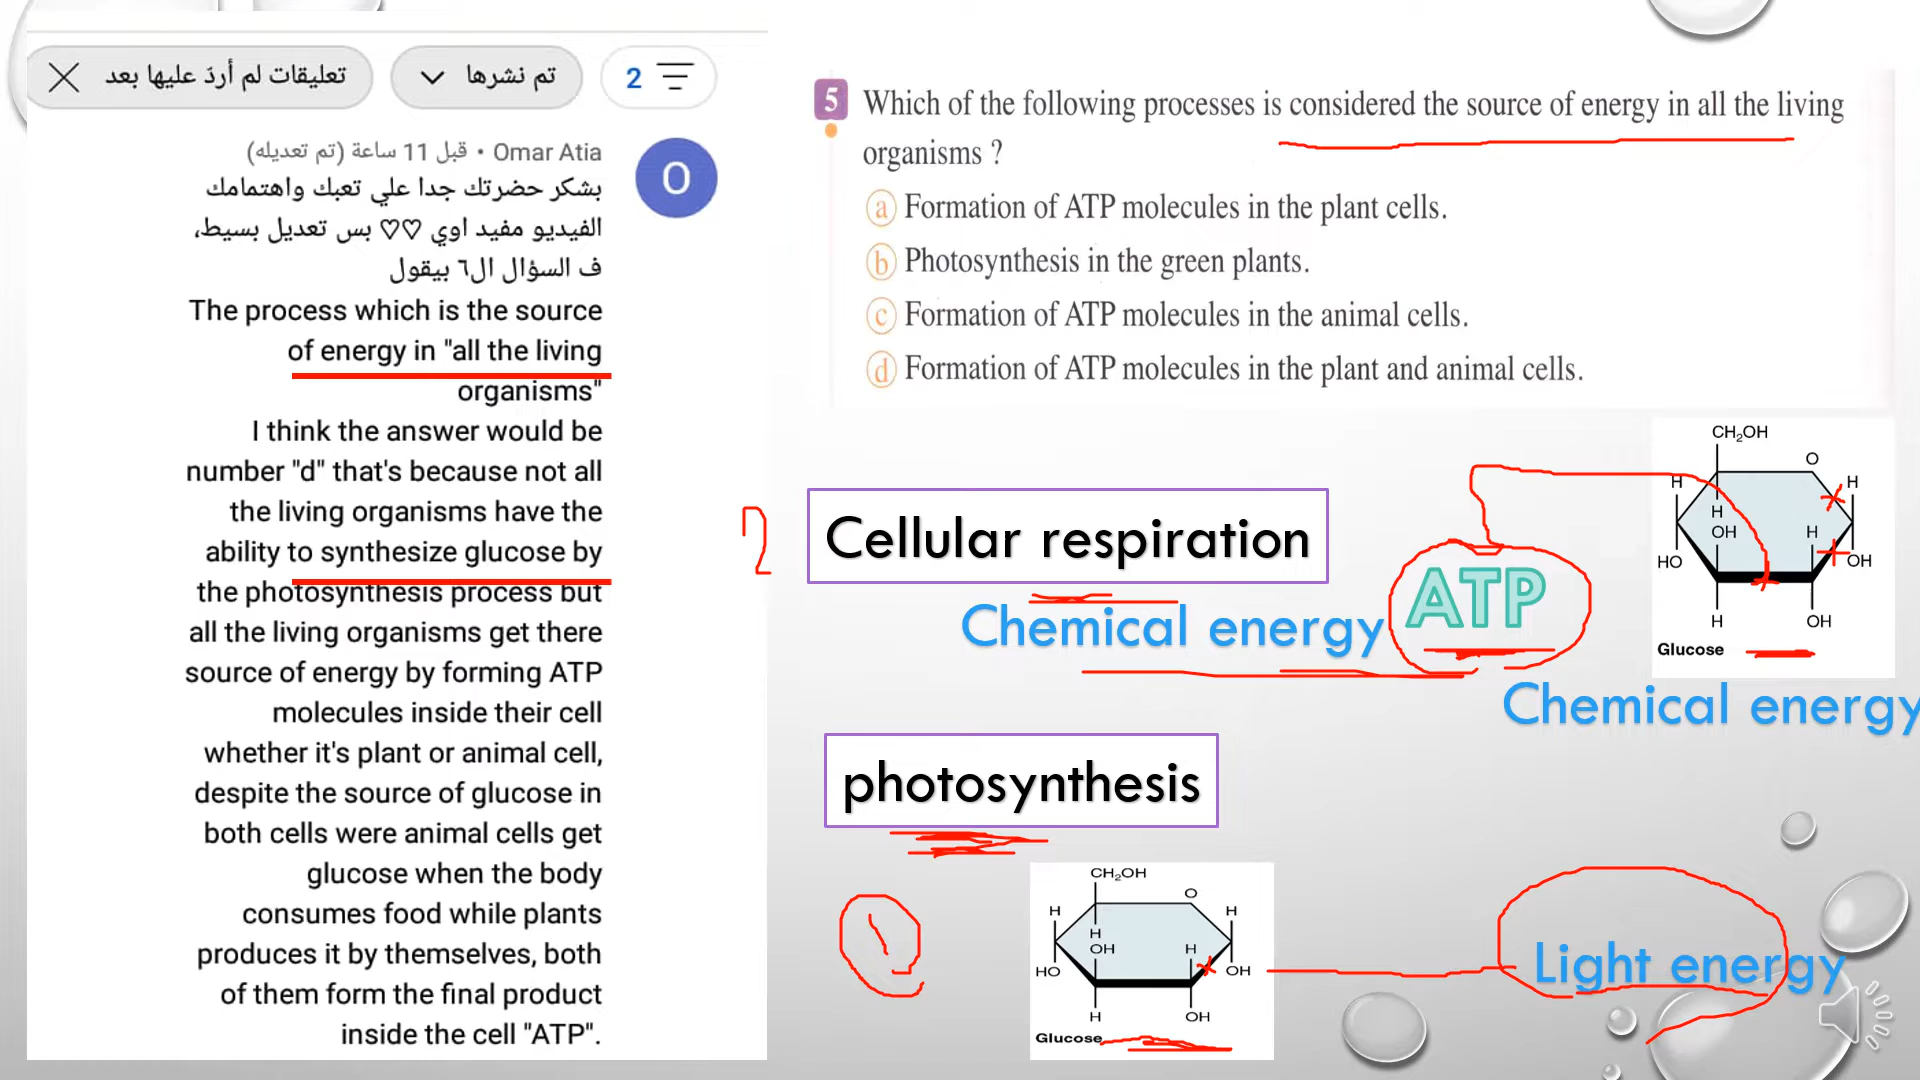 تعليقات لم أردّ عليها بعد
تم نشرها
2
Omar Atia • قبل 11 ساعة (تم تعديله)
O
بشكر حضرتك جدا علي تعبك واهتمامك
الفيديو مفيد اوي ♡♡ بس تعديل بسيط،
ف السؤال ال٦ بيقول
The process which is the source
of energy in "all the living
organisms"
I think the answer would be
number "d" that's because not all
the living organisms have the
ability to synthesize glucose by
the photosynthesis process but
all the living organisms get there
source of energy by forming ATP
molecules inside their cell
whether it's plant or animal cell,
despite the source of glucose in
both cells were animal cells get
glucose when the body
consumes food while plants
produces it by themselves, both
of them form the final product
inside the cell "ATP".
5 Which of the following processes is considered the source of energy in all the living
organisms ?
a Formation of ATP molecules in the plant cells.
b Photosynthesis in the green plants.
c Formation of ATP molecules in the animal cells.
d Formation of ATP molecules in the plant and animal cells.
2
Cellular respiration
Chemical energy
ATP
CH2OH
O
H
H
H
OH
H
HO
OH
H
OH
Glucose
Chemical energy
photosynthesis
CH2OH
O
H
H
H
OH
H
HO
OH
H
OH
Glucose
Light energy